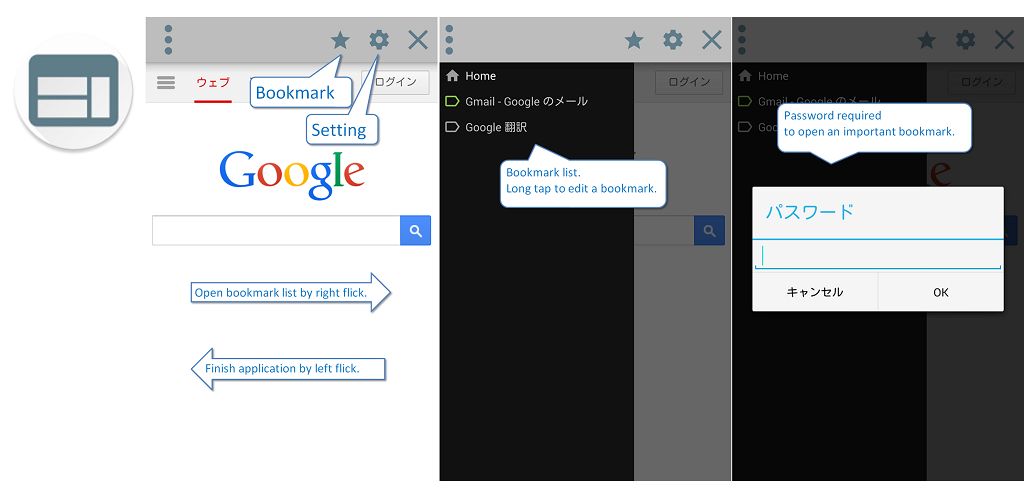 ウェブ
ログイン
Bookmark
Setting
Google
Open bookmark list by right flick.
Finish application by left flick.
Home
Gmail - Google のメール
Google 翻訳
ログイン
Bookmark list.
Long tap to edit a bookmark.
Home
Gmail - Google のメール
ログイン
Password required
to open an important bookmark.
パスワード
キャンセル
OK